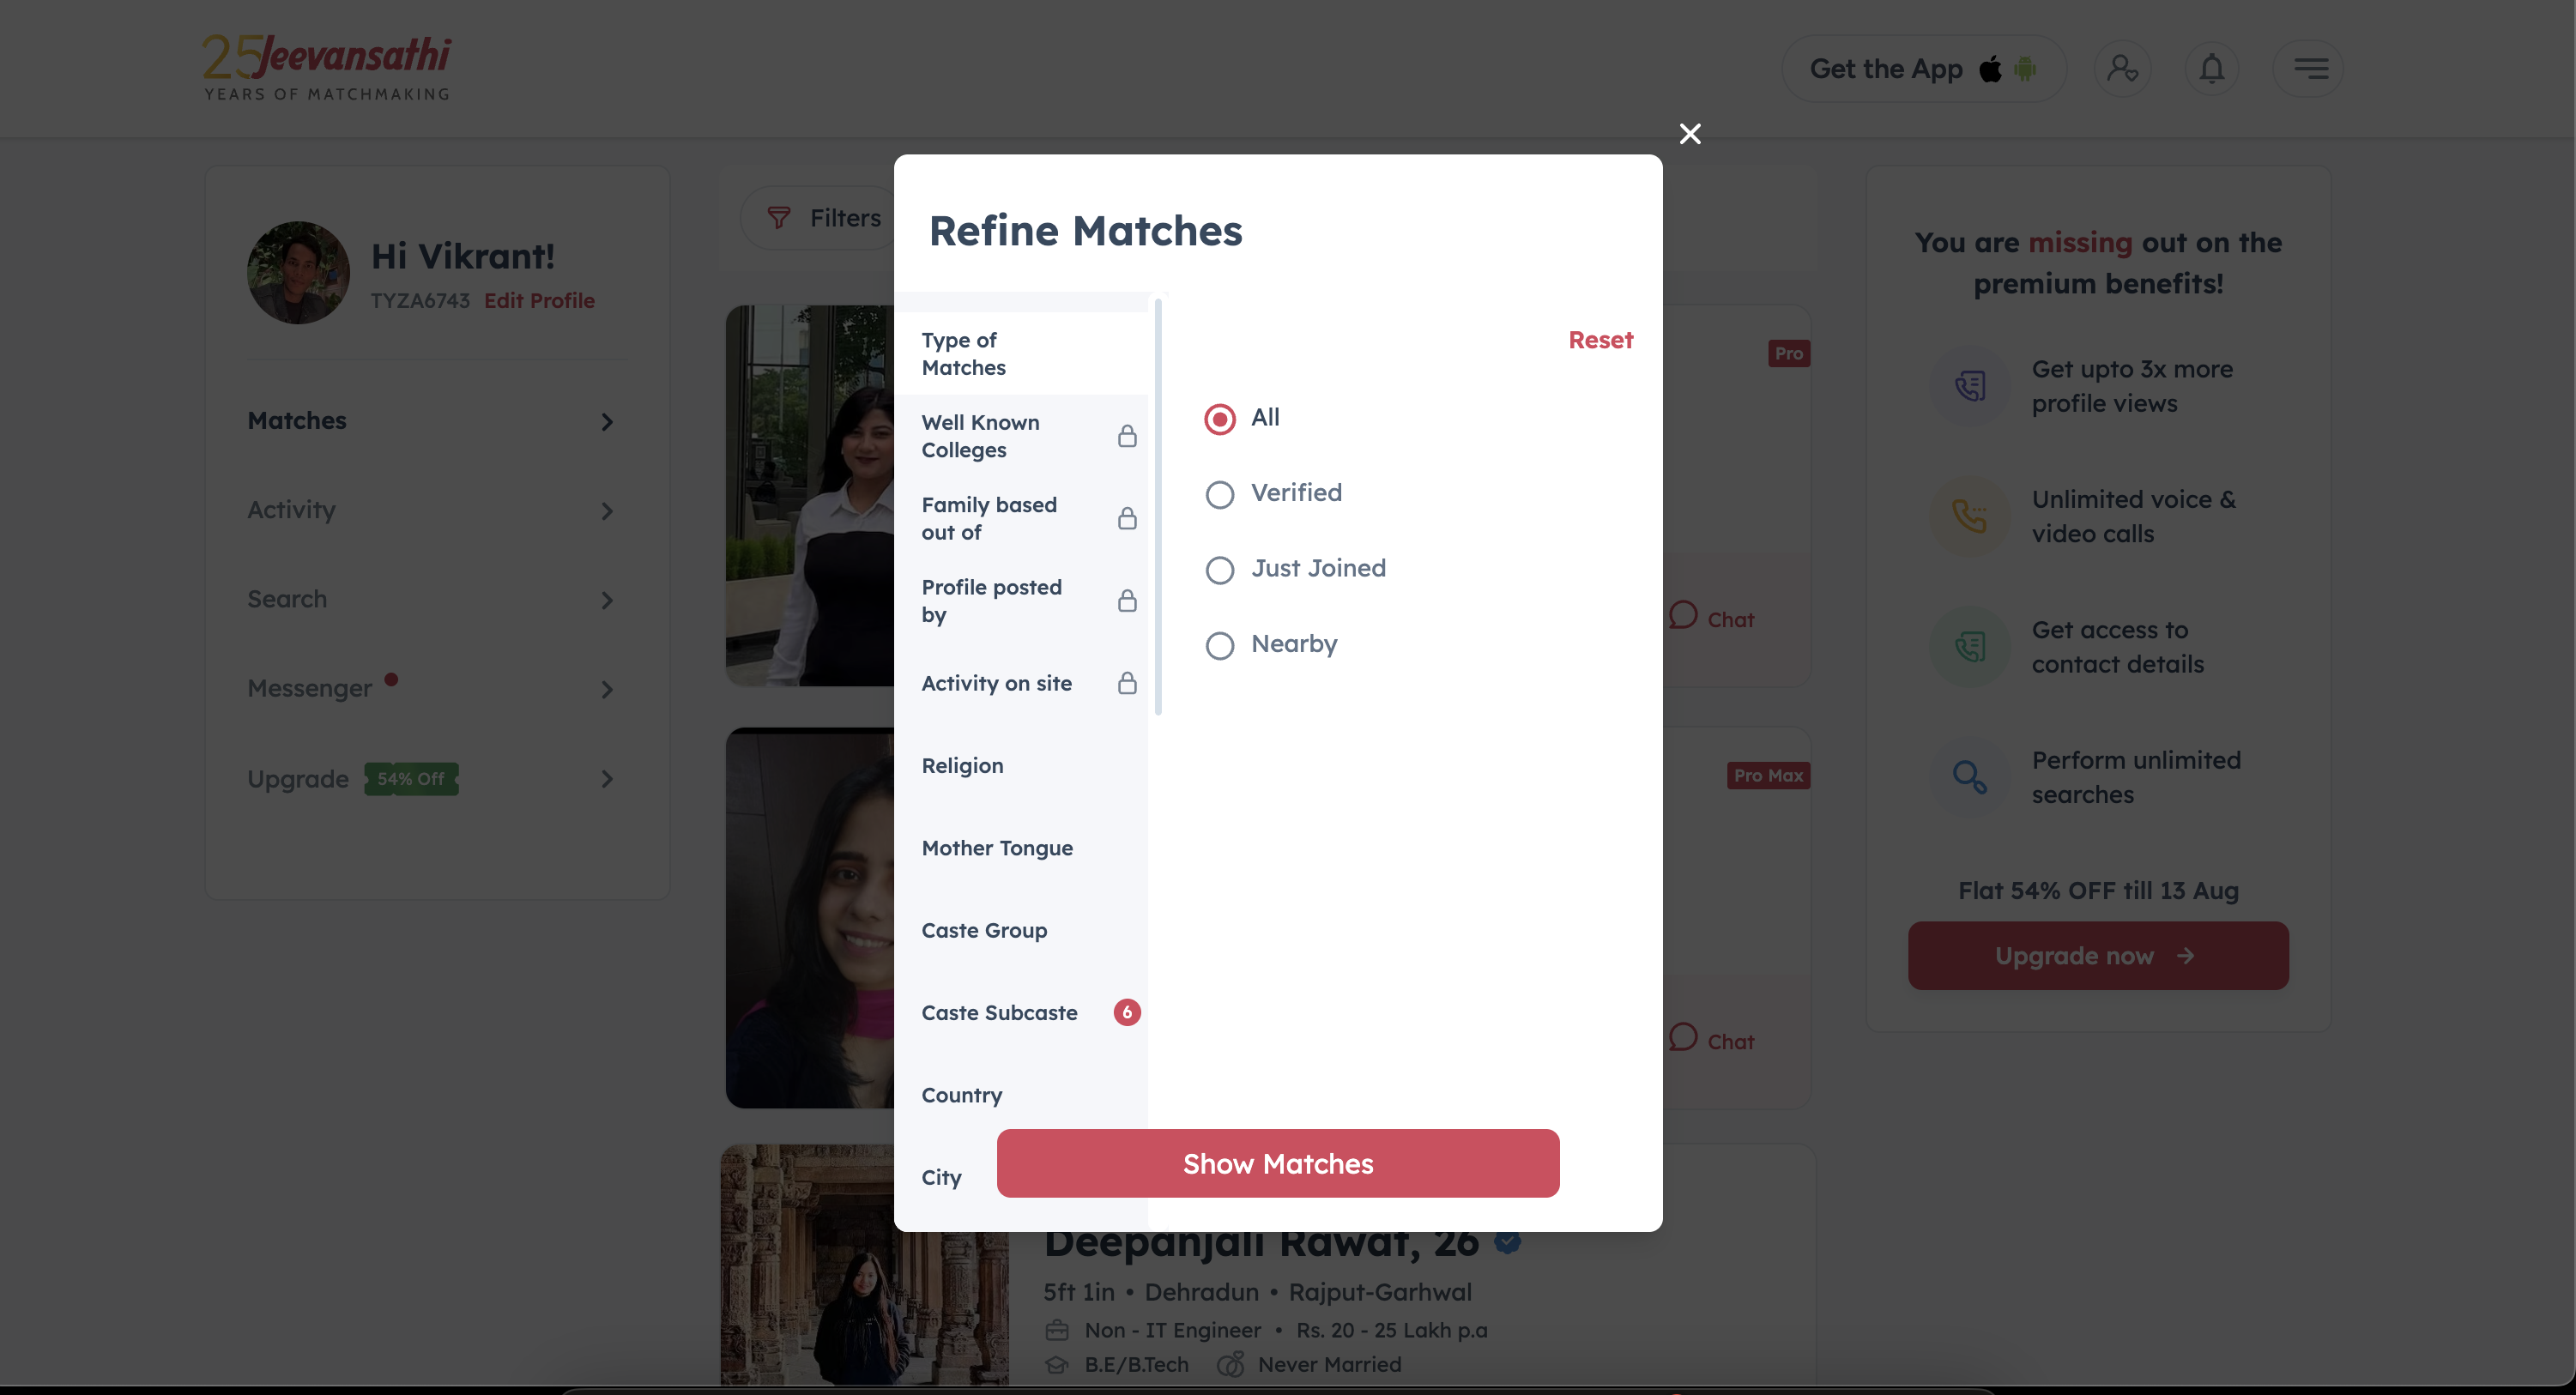 25 Jeevansathi
YEARS OF MATCHMAKING
Get the App
Hi Vikrant!
TYZA6743 Edit Profile
Matches
Activity
Search
Messenger
Upgrade 54% Off
Filters
Refine Matches
Type of
Matches
Well Known
Colleges
Family based
out of
Profile posted
by
Activity on site
Religion
Mother Tongue
Caste Group
Caste Subcaste 6
Country
City
Reset
All
Verified
Just Joined
Nearby
Show Matches
Pro
Chat
Pro Max
Chat
Deepanjali Rawat, 26
5ft 1in • Dehradun • Rajput-Garhwal
Non - IT Engineer • Rs. 20 - 25 Lakh p.a
B.E/B.Tech Never Married
You are missing out on the
premium benefits!
Get upto 3x more
profile views
Unlimited voice &
video calls
Get access to
contact details
Perform unlimited
searches
Flat 54% OFF till 13 Aug
Upgrade now